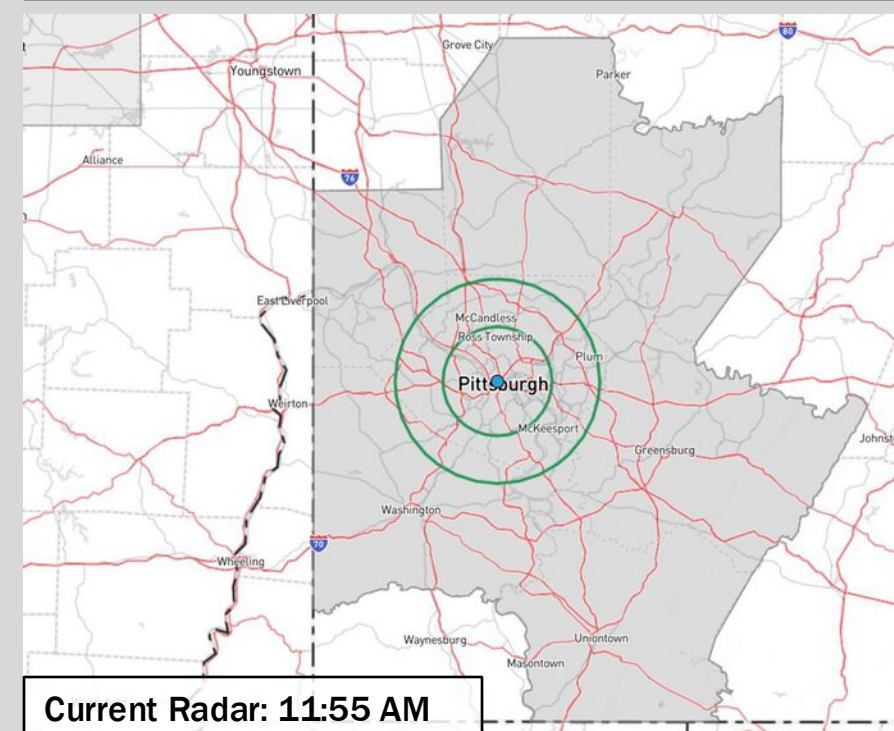 Grove City
80
Youngstown
Parker
Alliance
76
East Liverpool
McCandless
Ross Township
Plum
Pittsburgh
Weirton
McKeesport
Johnst
Greensburg
Washington
70
Wheeling
Waynesburg
Uniontown
Masontown
Current Radar: 11:55 AM